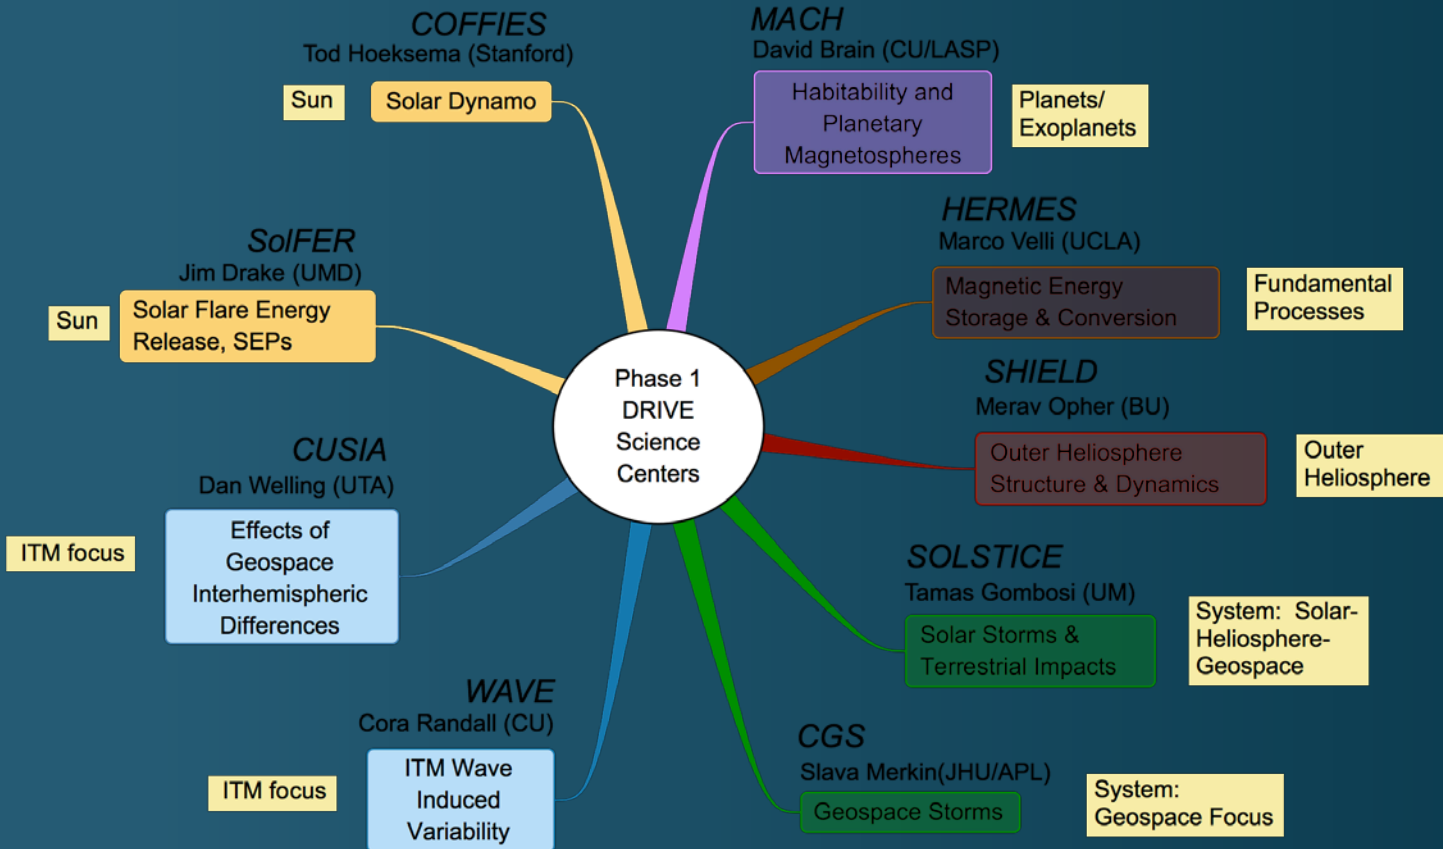 COFFIES
Tod Hoeksema (Stanford)
Sun
Solar Dynamo
MACH
David Brain (CU/LASP)
Habitability and
Planetary
Magnetospheres
Planets/
Exoplanets
HERMES
Marco Velli (UCLA)
Magnetic Energy
Storage & Conversion
Fundamental
Processes
SolFER
Jim Drake (UMD)
Sun
Solar Flare Energy
Release, SEPs
Phase 1
DRIVE
Science
Centers
SHIELD
Merav Opher (BU)
Outer Heliosphere
Structure & Dynamics
Outer
Heliosphere
CUSIA
Dan Welling (UTA)
ITM focus
Effects of
Geospace
Interhemispheric
Differences
SOLSTICE
Tamas Gombosi (UM)
Solar Storms &
Terrestrial Impacts
System:  Solar-
Heliosphere-
Geospace
WAVE
Cora Randall (CU)
ITM focus
ITM Wave
Induced
Variability
CGS
Slava Merkin(JHU/APL)
Geospace Storms
System:
Geospace Focus